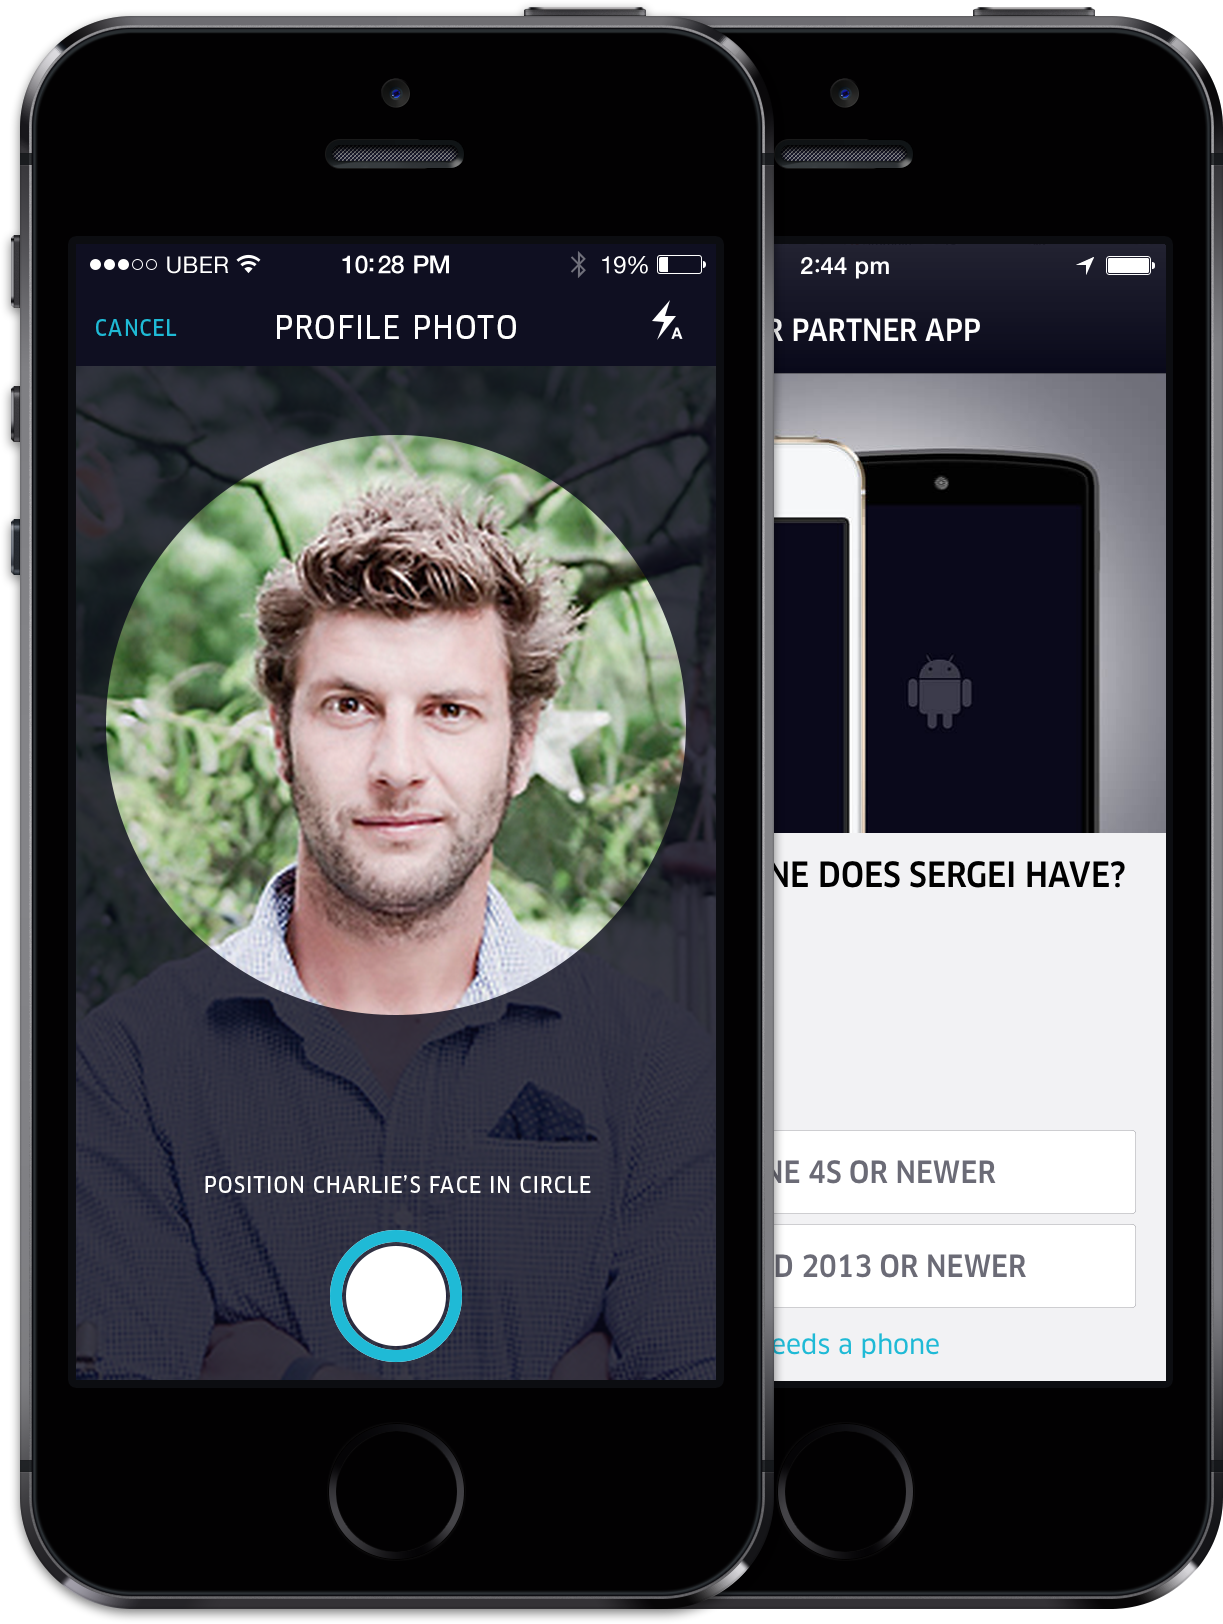 UBER 10:28 PM 19%
CANCEL PROFILE PHOTO A
POSITION CHARLIE'S FACE IN CIRCLE
2:44 pm
R PARTNER APP
NE DOES SERGEI HAVE?
NE 4S OR NEWER
D 2013 OR NEWER
eeds a phone